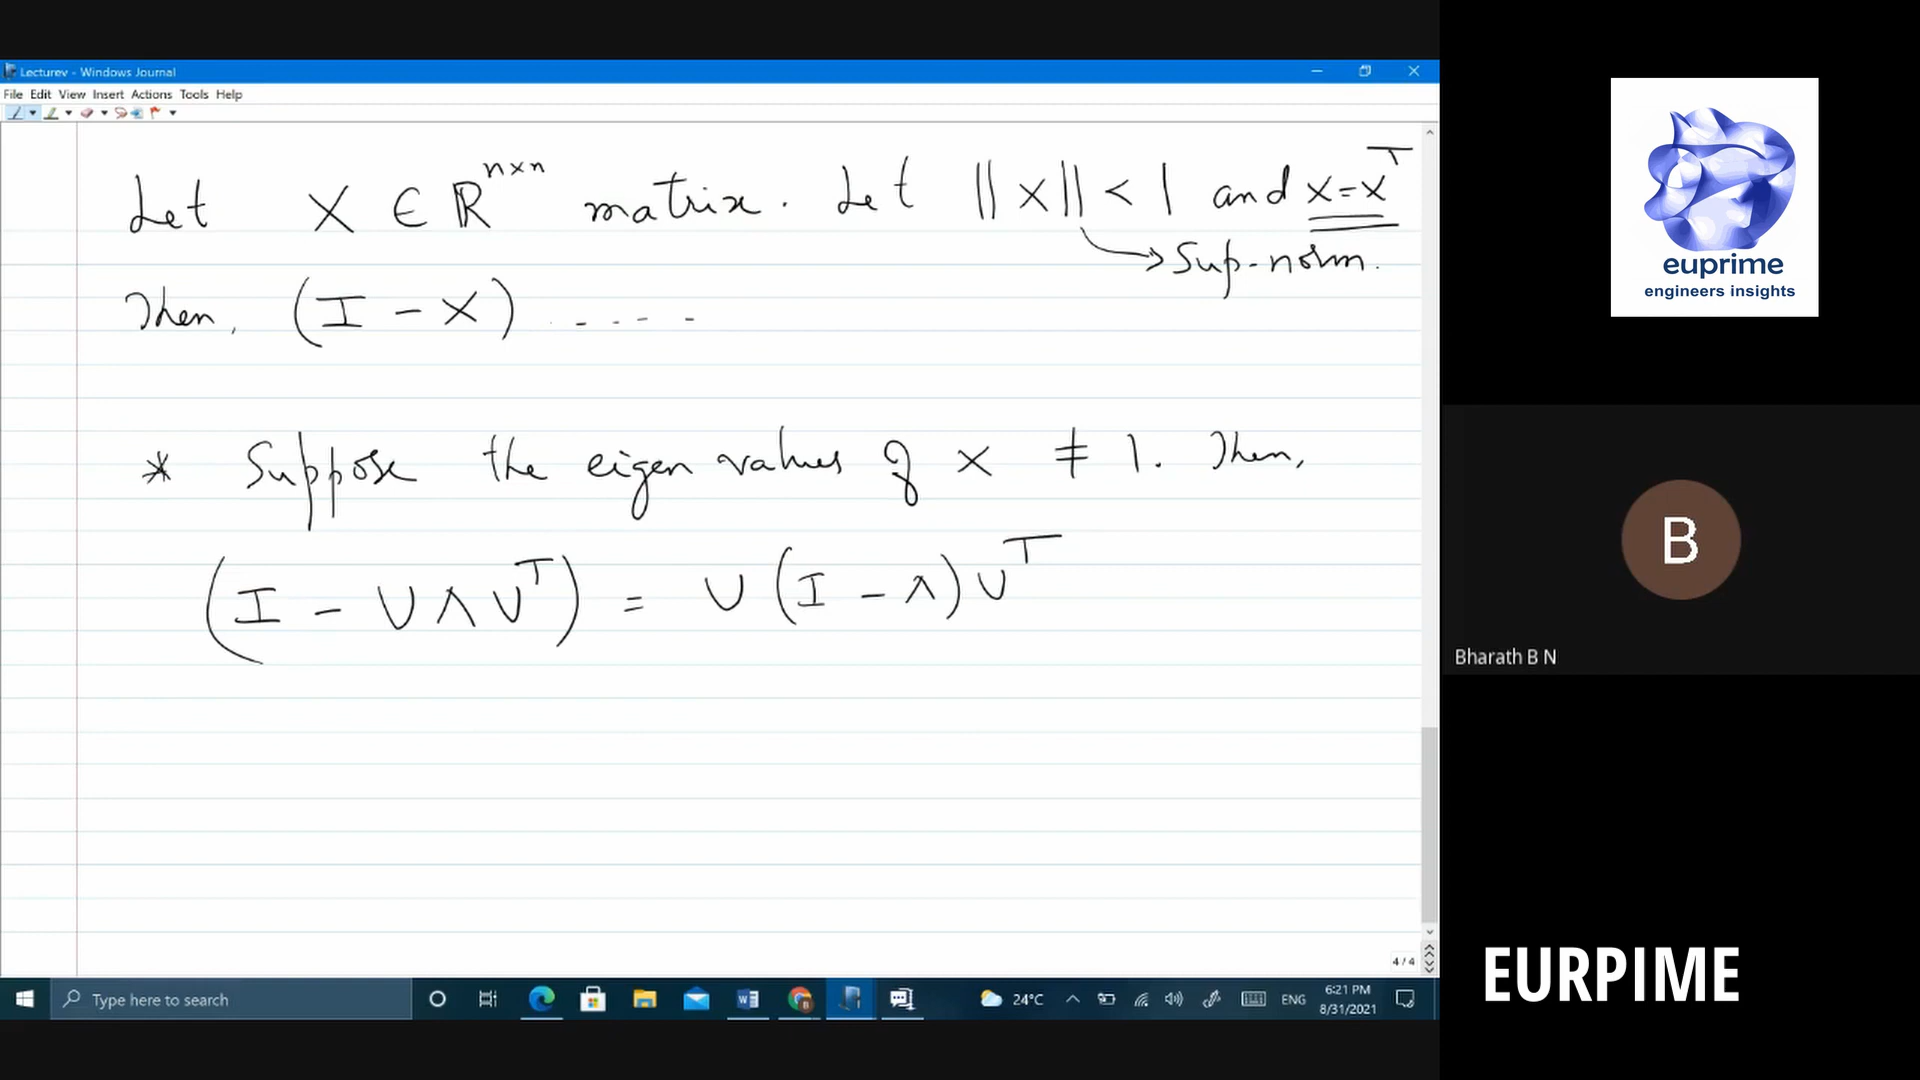 Lecturev - Windows Journal
File Edit View Insert Actions Tools Help
Let X ∈ ℝ^{n×n} matrix. Let ||X|| < 1 and X=X^T
→ Sup-norm.
Then, (I - X) . - - - -
* Suppose the eigen values of X ≠ 1. Then,
(I - UΛU^T) = U(I - Λ)U^T
4 / 4
Type here to search
24°C
ENG
6:21 PM
8/31/2021
euprime
engineers insights
B
Bharath B N
EURPIME